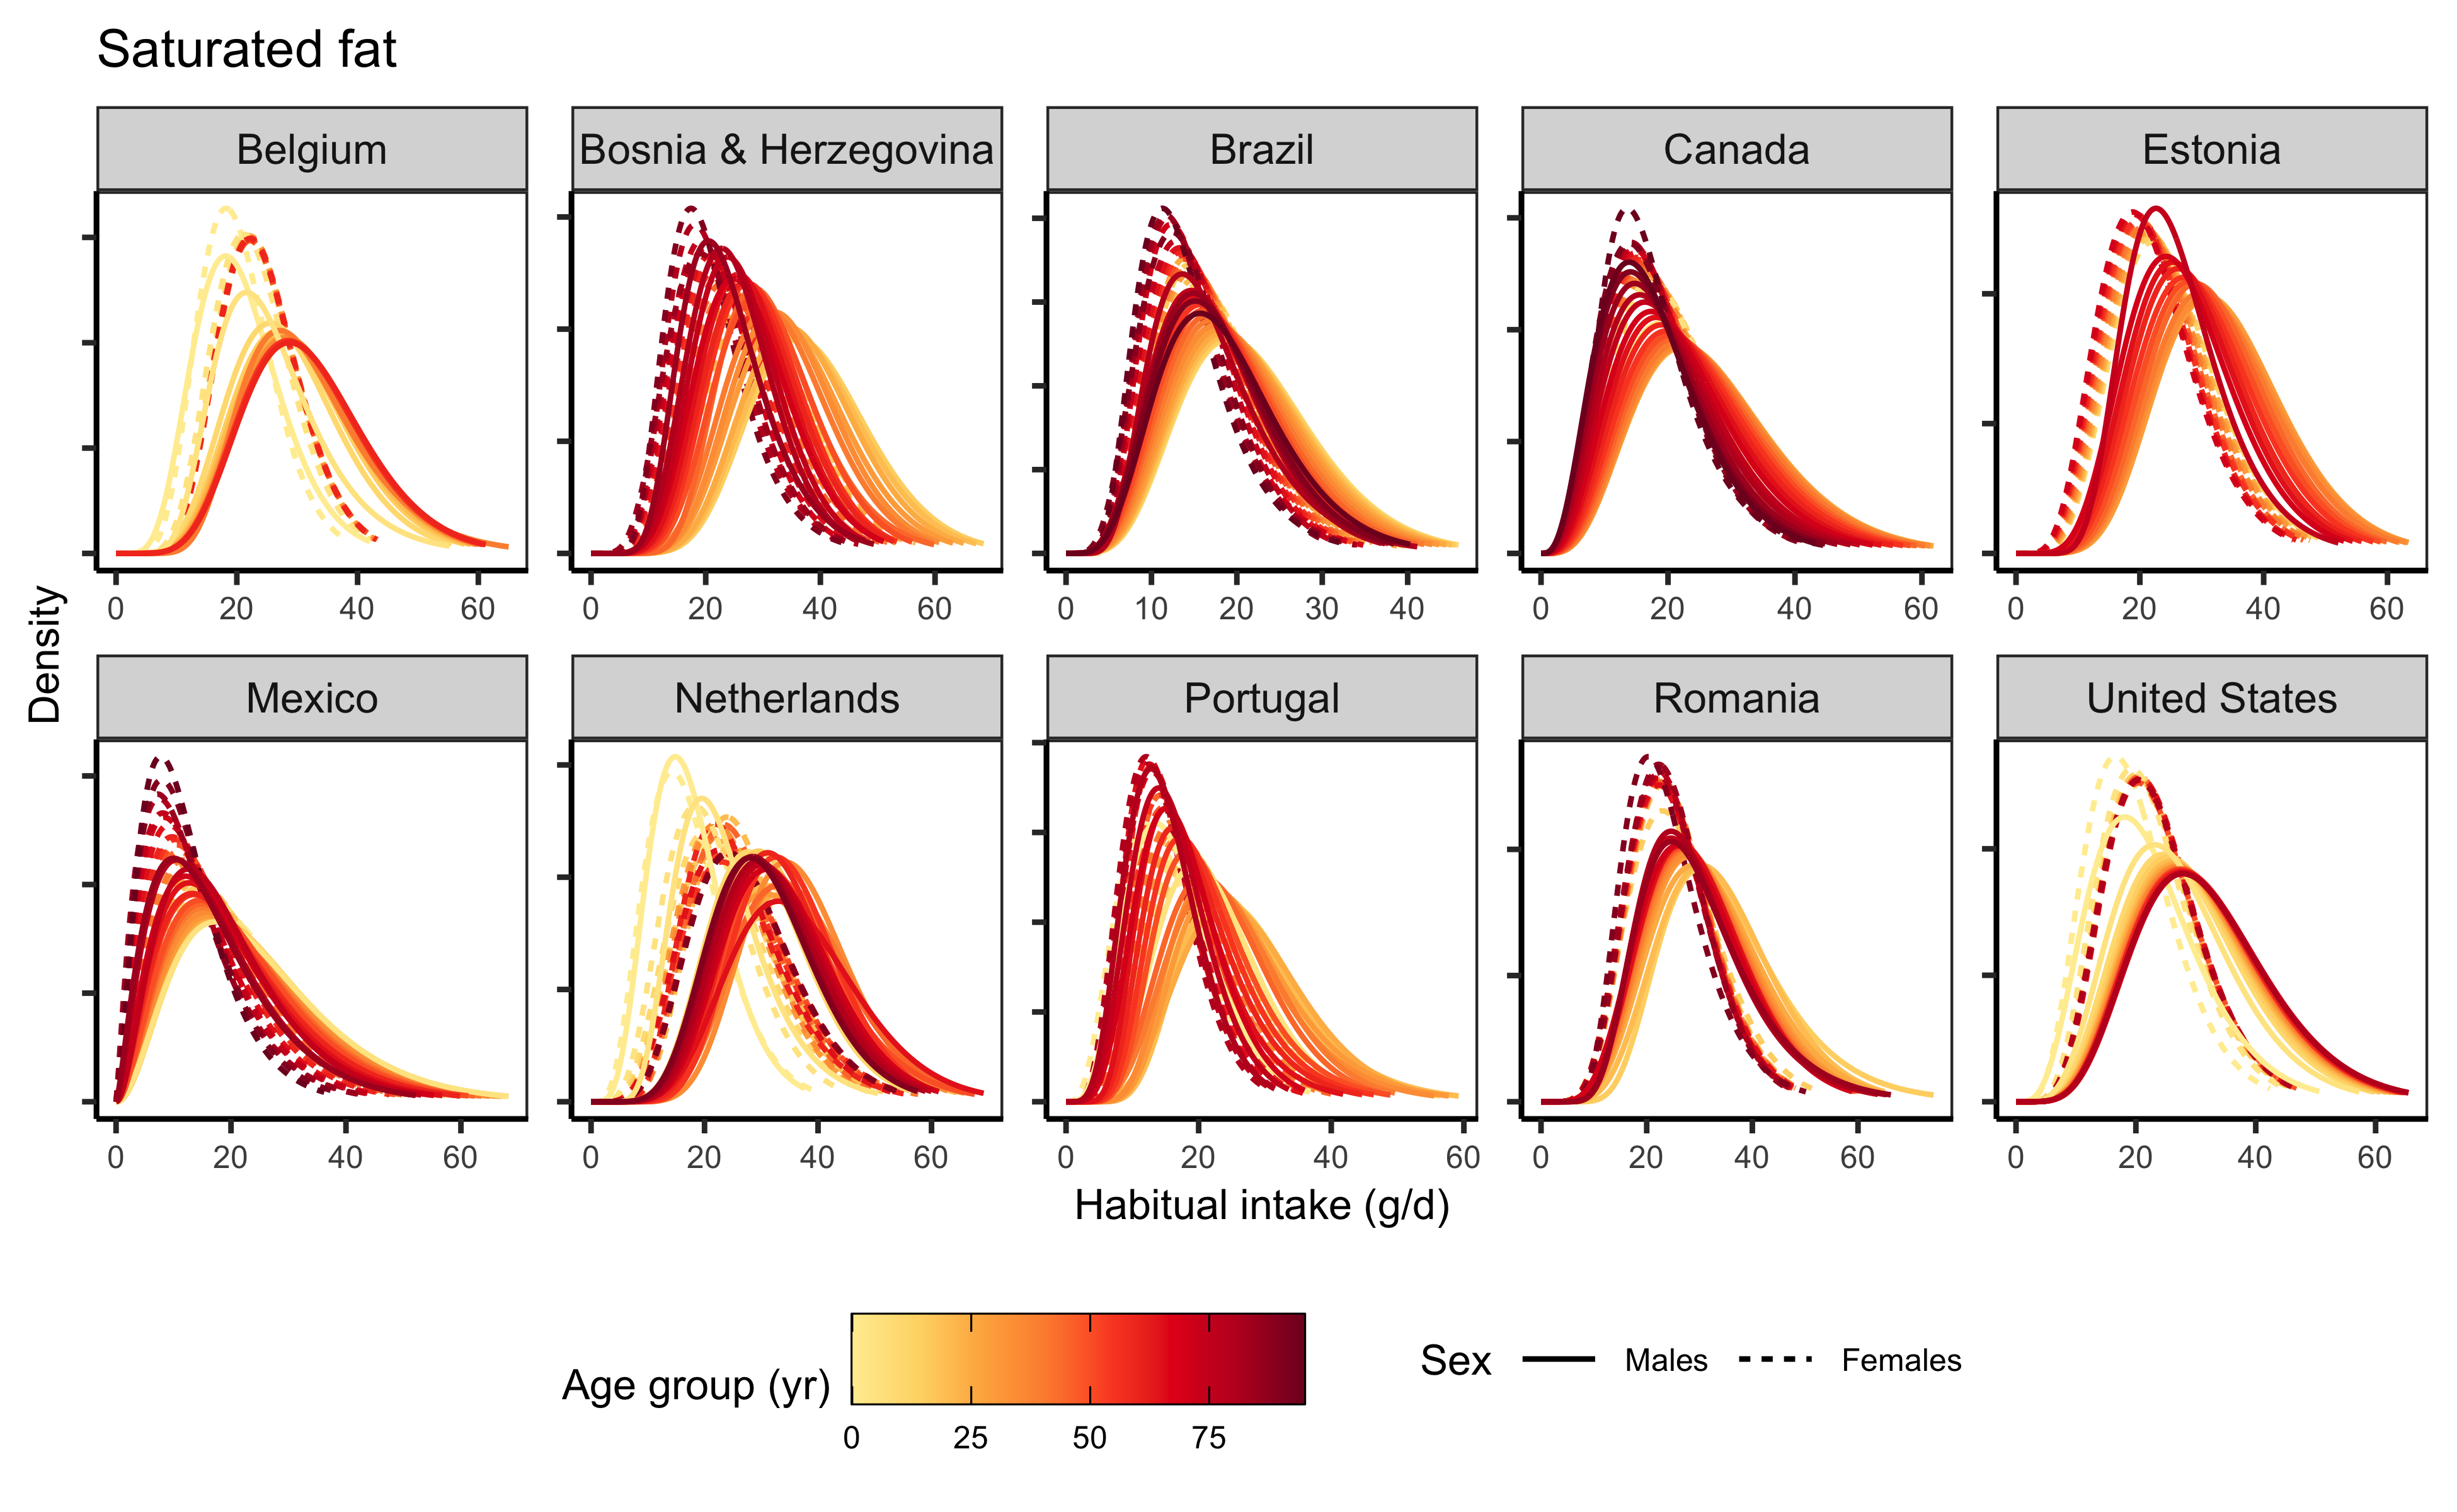 Saturated fat
Belgium
Bosnia & Herzegovina
Brazil
Canada
Estonia
0 20 40 60
0 20 40 60
0 10 20 30 40
0 20 40 60
0 20 40 60
Density
Mexico
Netherlands
Portugal
Romania
United States
0 20 40 60
0 20 40 60
0 20 40 60
0 20 40 60
0 20 40 60
Habitual intake (g/d)
Age group (yr)
0 25 50 75
Sex
Males
Females